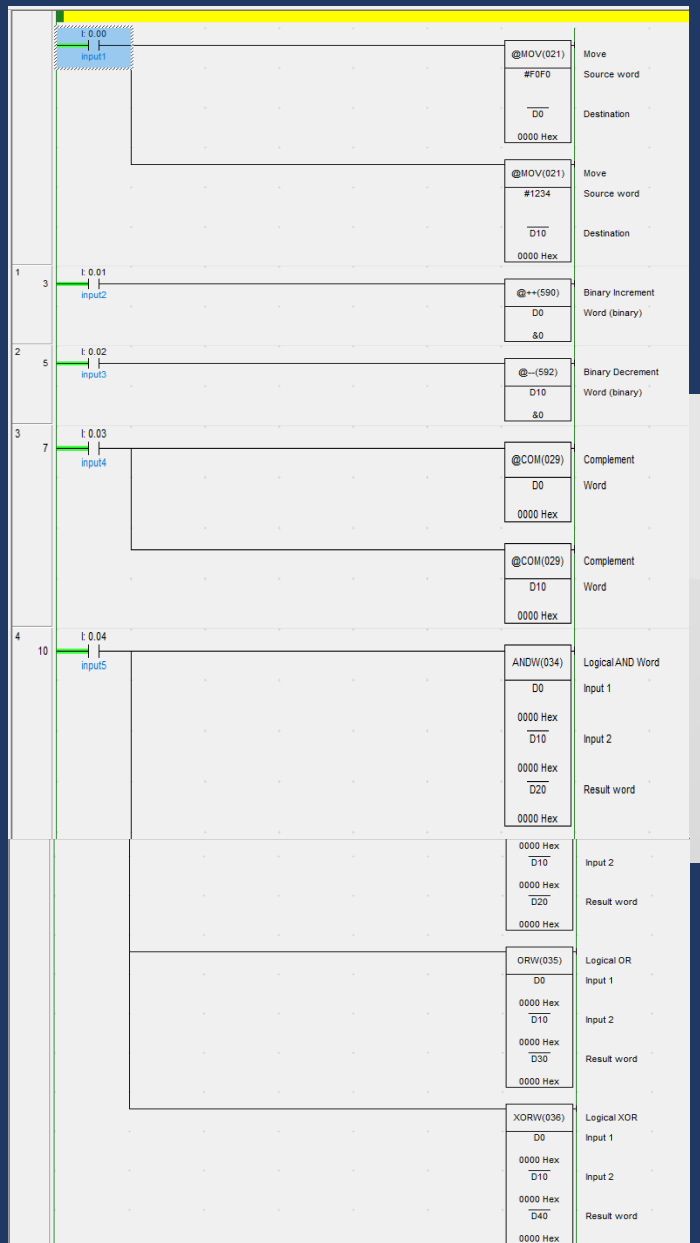 I: 0.00
input1
@MOV(021) Move
#F0F0 Source word
D0 Destination
0000 Hex
@MOV(021) Move
#1234 Source word
D10 Destination
0000 Hex
1
3
I: 0.01
input2
@++(590) Binary Increment
D0 Word (binary)
&0
2
5
I: 0.02
input3
@--(592) Binary Decrement
D10 Word (binary)
&0
3
7
I: 0.03
input4
@COM(029) Complement
D0 Word
0000 Hex
@COM(029) Complement
D10 Word
0000 Hex
4
10
I: 0.04
input5
ANDW(034) Logical AND Word
D0 Input 1
0000 Hex
D10 Input 2
0000 Hex
D20 Result word
0000 Hex
0000 Hex
D10 Input 2
0000 Hex
D20 Result word
0000 Hex
ORW(035) Logical OR
D0 Input 1
0000 Hex
D10 Input 2
0000 Hex
D30 Result word
0000 Hex
XORW(036) Logical XOR
D0 Input 1
0000 Hex
D10 Input 2
0000 Hex
D40 Result word
0000 Hex